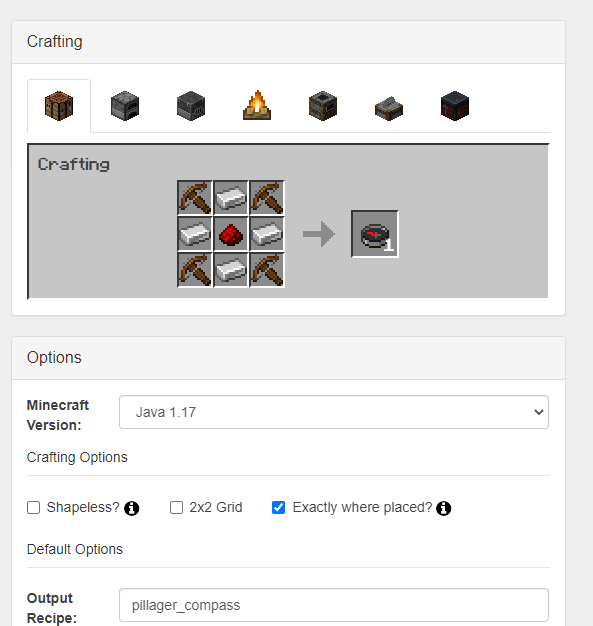 Crafting
Crafting
1
Options
Minecraft Version:
Java 1.17
Crafting Options
Shapeless?
2x2 Grid
Exactly where placed?
Default Options
Output Recipe:
pillager_compass